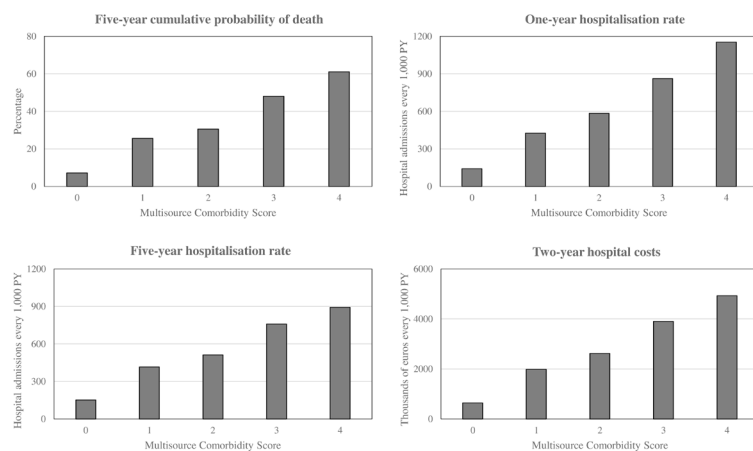 Five-year cumulative probability of death
80
60
40
20
0
Percentage
0 1 2 3 4
Multisource Comorbidity Score
One-year hospitalisation rate
1200
900
600
300
0
Hospital admissions every 1,000 PY
0 1 2 3 4
Multisource Comorbidity Score
Five-year hospitalisation rate
1200
900
600
300
0
Hospital admissions every 1,000 PY
0 1 2 3 4
Multisource Comorbidity Score
Two-year hospital costs
6000
4000
2000
0
Thousands of euros every 1,000 PY
0 1 2 3 4
Multisource Comorbidity Score